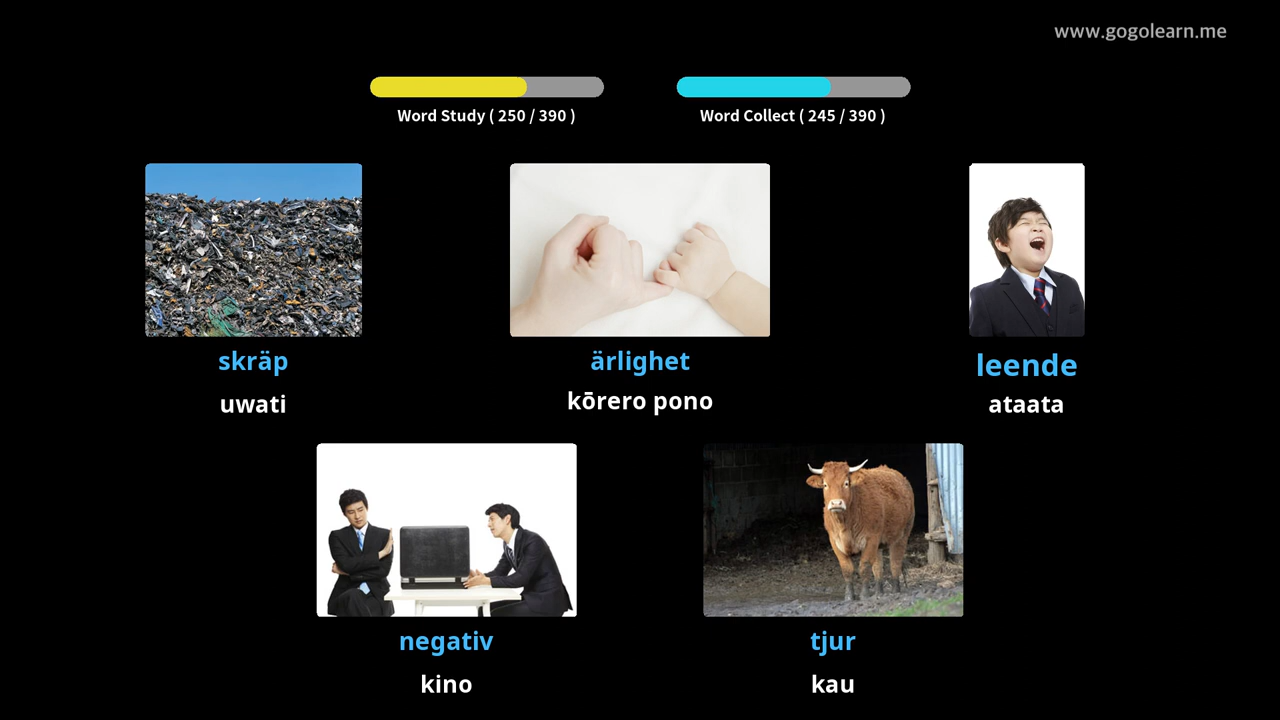 www.gogolearn.me
Word Study ( 250 / 390 )
Word Collect ( 245 / 390 )
skräp
ärlighet
leende
uwati
kōrero pono
ataata
negativ
tjur
kino
kau